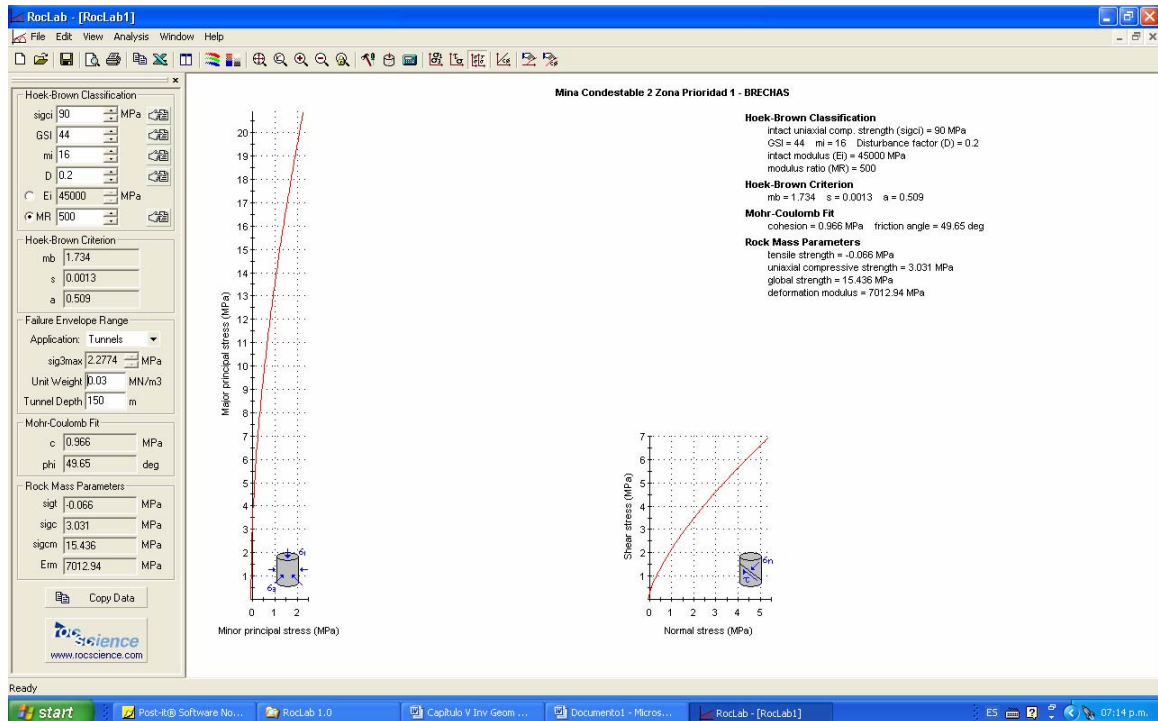 RocLab - [RocLab1]
File Edit View Analysis Window Help
Hoek-Brown Classification
sigci 90 MPa
GSI 44
mi 16
D 0.2
Ei 45000 MPa
MR 500
Hoek-Brown Criterion
mb 1.734
s 0.0013
a 0.509
Failure Envelope Range
Application: Tunnels
sig3max 2.2774 MPa
Unit Weight 0.03 MN/m3
Tunnel Depth 150 m
Mohr-Coulomb Fit
c 0.966 MPa
phi 49.65 deg
Rock Mass Parameters
sigt -0.066 MPa
sigc 3.031 MPa
sigcm 15.436 MPa
Erm 7012.94 MPa
Copy Data
rocscience
www.rocscience.com
Mina Condestable 2 Zona Prioridad 1 - BRECHAS
Hoek-Brown Classification
intact uniaxial comp. strength (sigci) = 90 MPa
GSI = 44 mi = 16 Disturbance factor (D) = 0.2
intact modulus (Ei) = 45000 MPa
modulus ratio (MR) = 500
Hoek-Brown Criterion
mb = 1.734 s = 0.0013 a = 0.509
Mohr-Coulomb Fit
cohesion = 0.966 MPa friction angle = 49.65 deg
Rock Mass Parameters
tensile strength = -0.066 MPa
uniaxial compressive strength = 3.031 MPa
global strength = 15.436 MPa
deformation modulus = 7012.94 MPa
Major principal stress (MPa)
20
19
18
17
16
15
14
13
12
11
10
9
8
7
6
5
4
3
2
1
σ1
σ3
0 1 2
Minor principal stress (MPa)
Shear stress (MPa)
7
6
5
4
3
2
1
σn
τ
0 1 2 3 4 5
Normal stress (MPa)
Ready
start
Post-it® Software No...
RocLab 1.0
Capítulo V Inv Geom ...
Documento1 - Micros...
RocLab - [RocLab1]
ES
07:14 p.m.